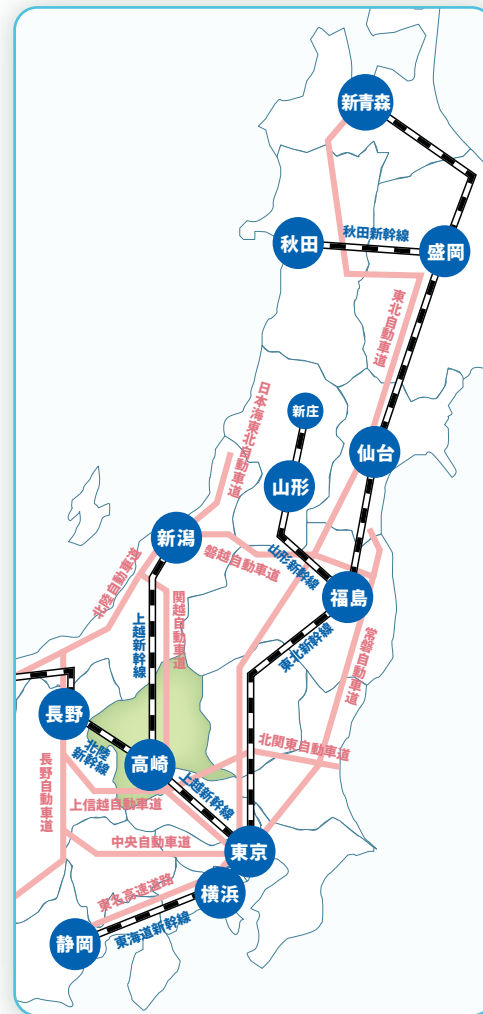 新青森
秋田
秋田新幹線
盛岡
東北自動車道
日本海東北自動車道
新庄
仙台
山形
新潟
磐越自動車道
山形新幹線
北陸自動車道
福島
関越自動車道
上越新幹線
東北新幹線
常磐自動車道
長野
北陸
新幹線
高崎
北関東自動車道
上越新幹線
長野自動車道
上信越自動車道
中央自動車道
東京
横浜
東名高速道路
東海道新幹線
静岡